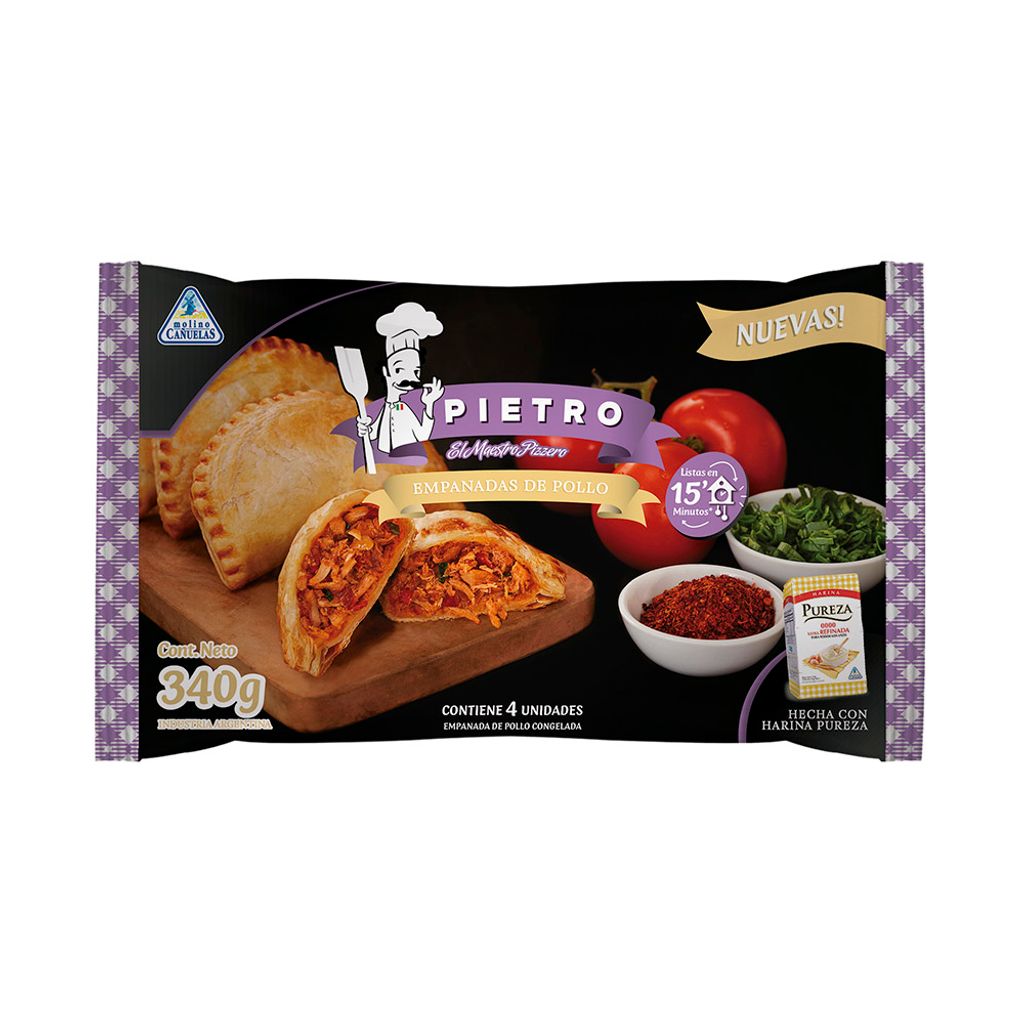 molino
CAÑUELAS
NUEVAS!
PIETRO
El Maestro Pizzero
EMPANADAS DE POLLO
Listas en
15'
Minutos*
HARINA
PUREZA
0000
REFINADA
Cont. Neto
340g
INDUSTRIA ARGENTINA
CONTIENE 4 UNIDADES
EMPANADA DE POLLO CONGELADA
HECHA CON
HARINA PUREZA